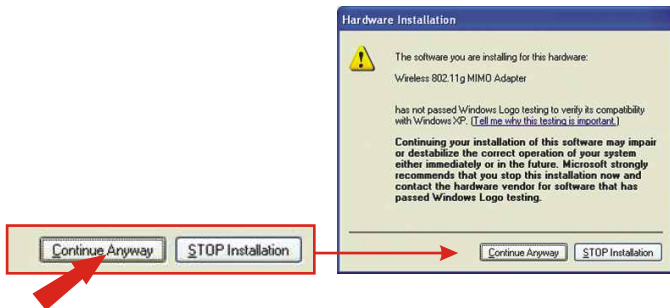 Hardware Installation
The software you are installing for this hardware:
Wireless 802.11g MIMO Adapter
has not passed Windows Logo testing to verify its compatibility
with Windows XP. (Tell me why this testing is important.)
Continuing your installation of this software may impair
or destabilize the correct operation of your system
either immediately or in the future. Microsoft strongly
recommends that you stop this installation now and
contact the hardware vendor for software that has
passed Windows Logo testing.
Continue Anyway STOP Installation
Continue Anyway STOP Installation